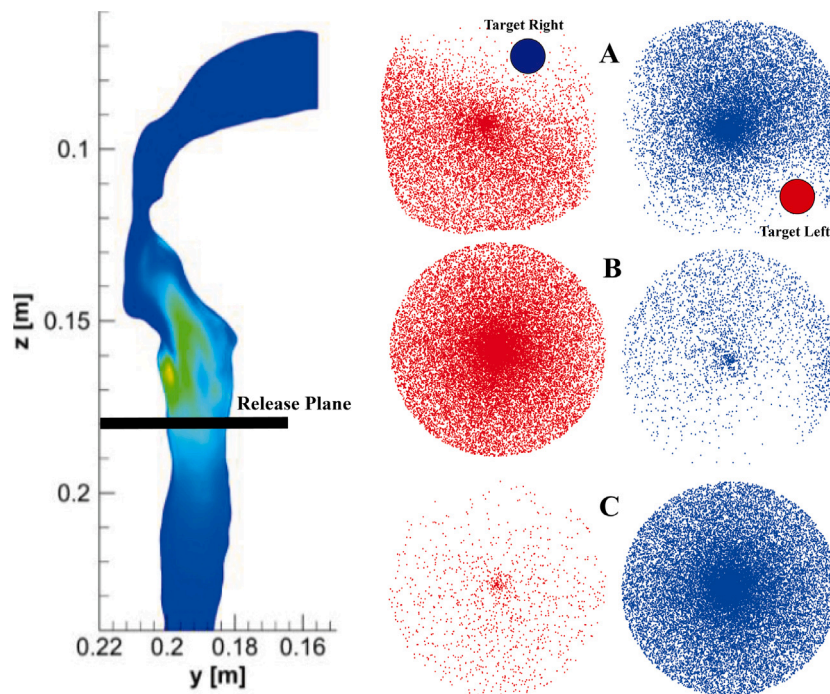 Target Right
A
Target Left
B
C
0.1
0.15
0.2
z [m]
Release Plane
0.22 0.2 0.18 0.16
y [m]